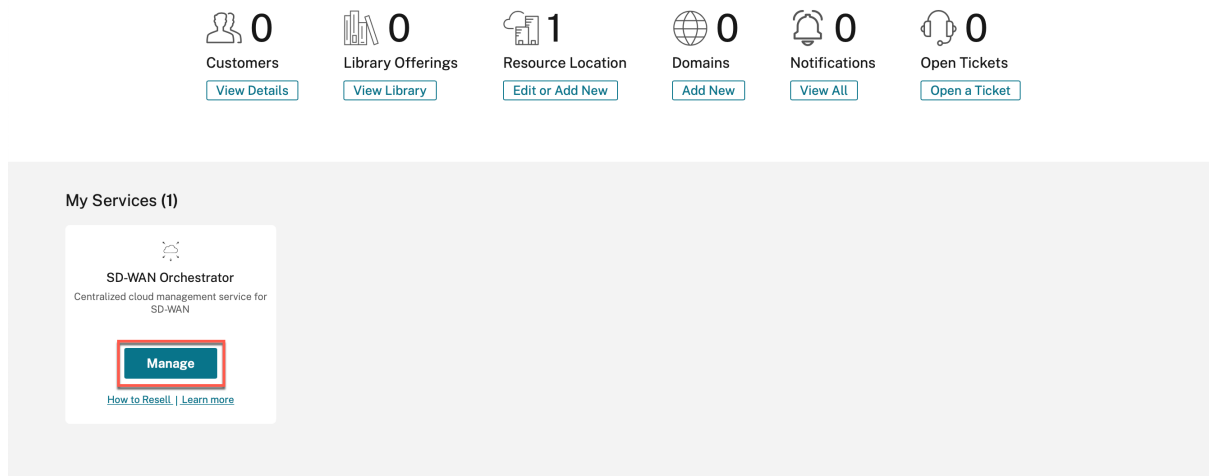 0 0 1 0 0 0
Customers Library Offerings Resource Location Domains Notifications Open Tickets
View Details View Library Edit or Add New Add New View All Open a Ticket
My Services (1)
SD-WAN Orchestrator
Centralized cloud management service for
SD-WAN
Manage
How to Resell | Learn more